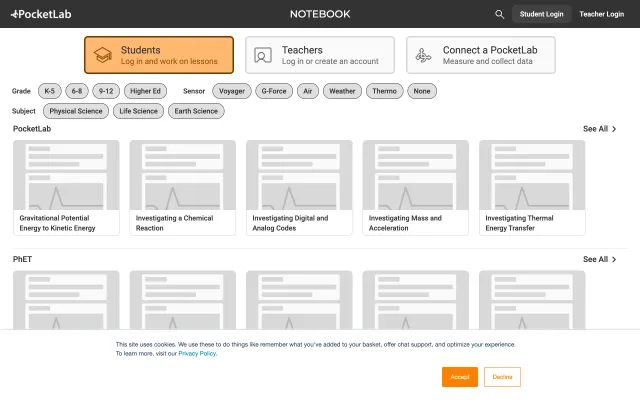 PocketLab
NOTEBOOK
Student Login
Teacher Login
Students
Log in and work on lessons
Teachers
Log in or create an account
Connect a PocketLab
Measure and collect data
Grade K-5 6-8 9-12 Higher Ed Sensor Voyager G-Force Air Weather Thermo None
Subject Physical Science Life Science Earth Science
PocketLab See All
Gravitational Potential
Energy to Kinetic Energy
Investigating a Chemical
Reaction
Investigating Digital and
Analog Codes
Investigating Mass and
Acceleration
Investigating Thermal
Energy Transfer
PhET See All
This site uses cookies. We use these to do things like remember what you've added to your basket, offer chat support, and optimize your experience.
To learn more, visit our Privacy Policy.
Accept
Decline